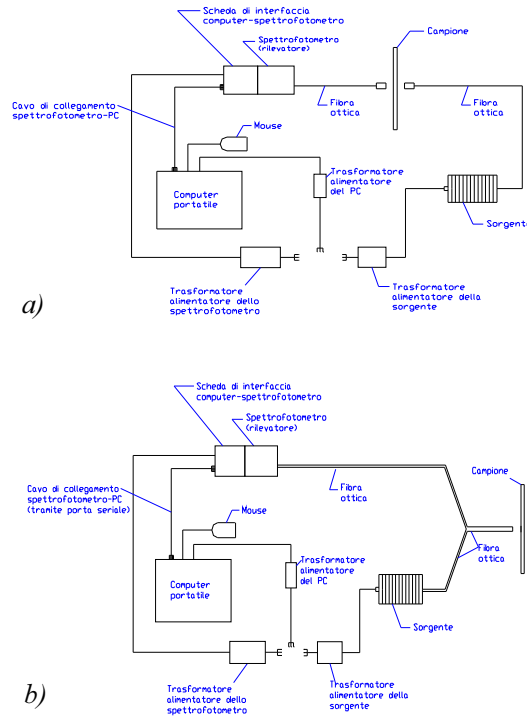 Scheda di interfaccia
computer-spettrofotometro
Spettrofotometro
(rilevatore)
Campione
Cavo di collegamento
spettrofotometro-PC
Fibra
ottica
Fibra
ottica
Mouse
Trasformatore
alimentatore
del PC
Computer
portatile
Sorgente
Trasformatore
alimentatore dello
spettrofotometro
Trasformatore
alimentatore della
sorgente
a)
Scheda di interfaccia
computer-spettrofotometro
Spettrofotometro
(rilevatore)
Campione
Cavo di collegamento
spettrofotometro-PC
(tramite porta seriale)
Fibra
ottica
Mouse
Fibra
ottica
Trasformatore
alimentatore
del PC
Computer
portatile
Sorgente
Trasformatore
alimentatore dello
spettrofotometro
Trasformatore
alimentatore della
sorgente
b)